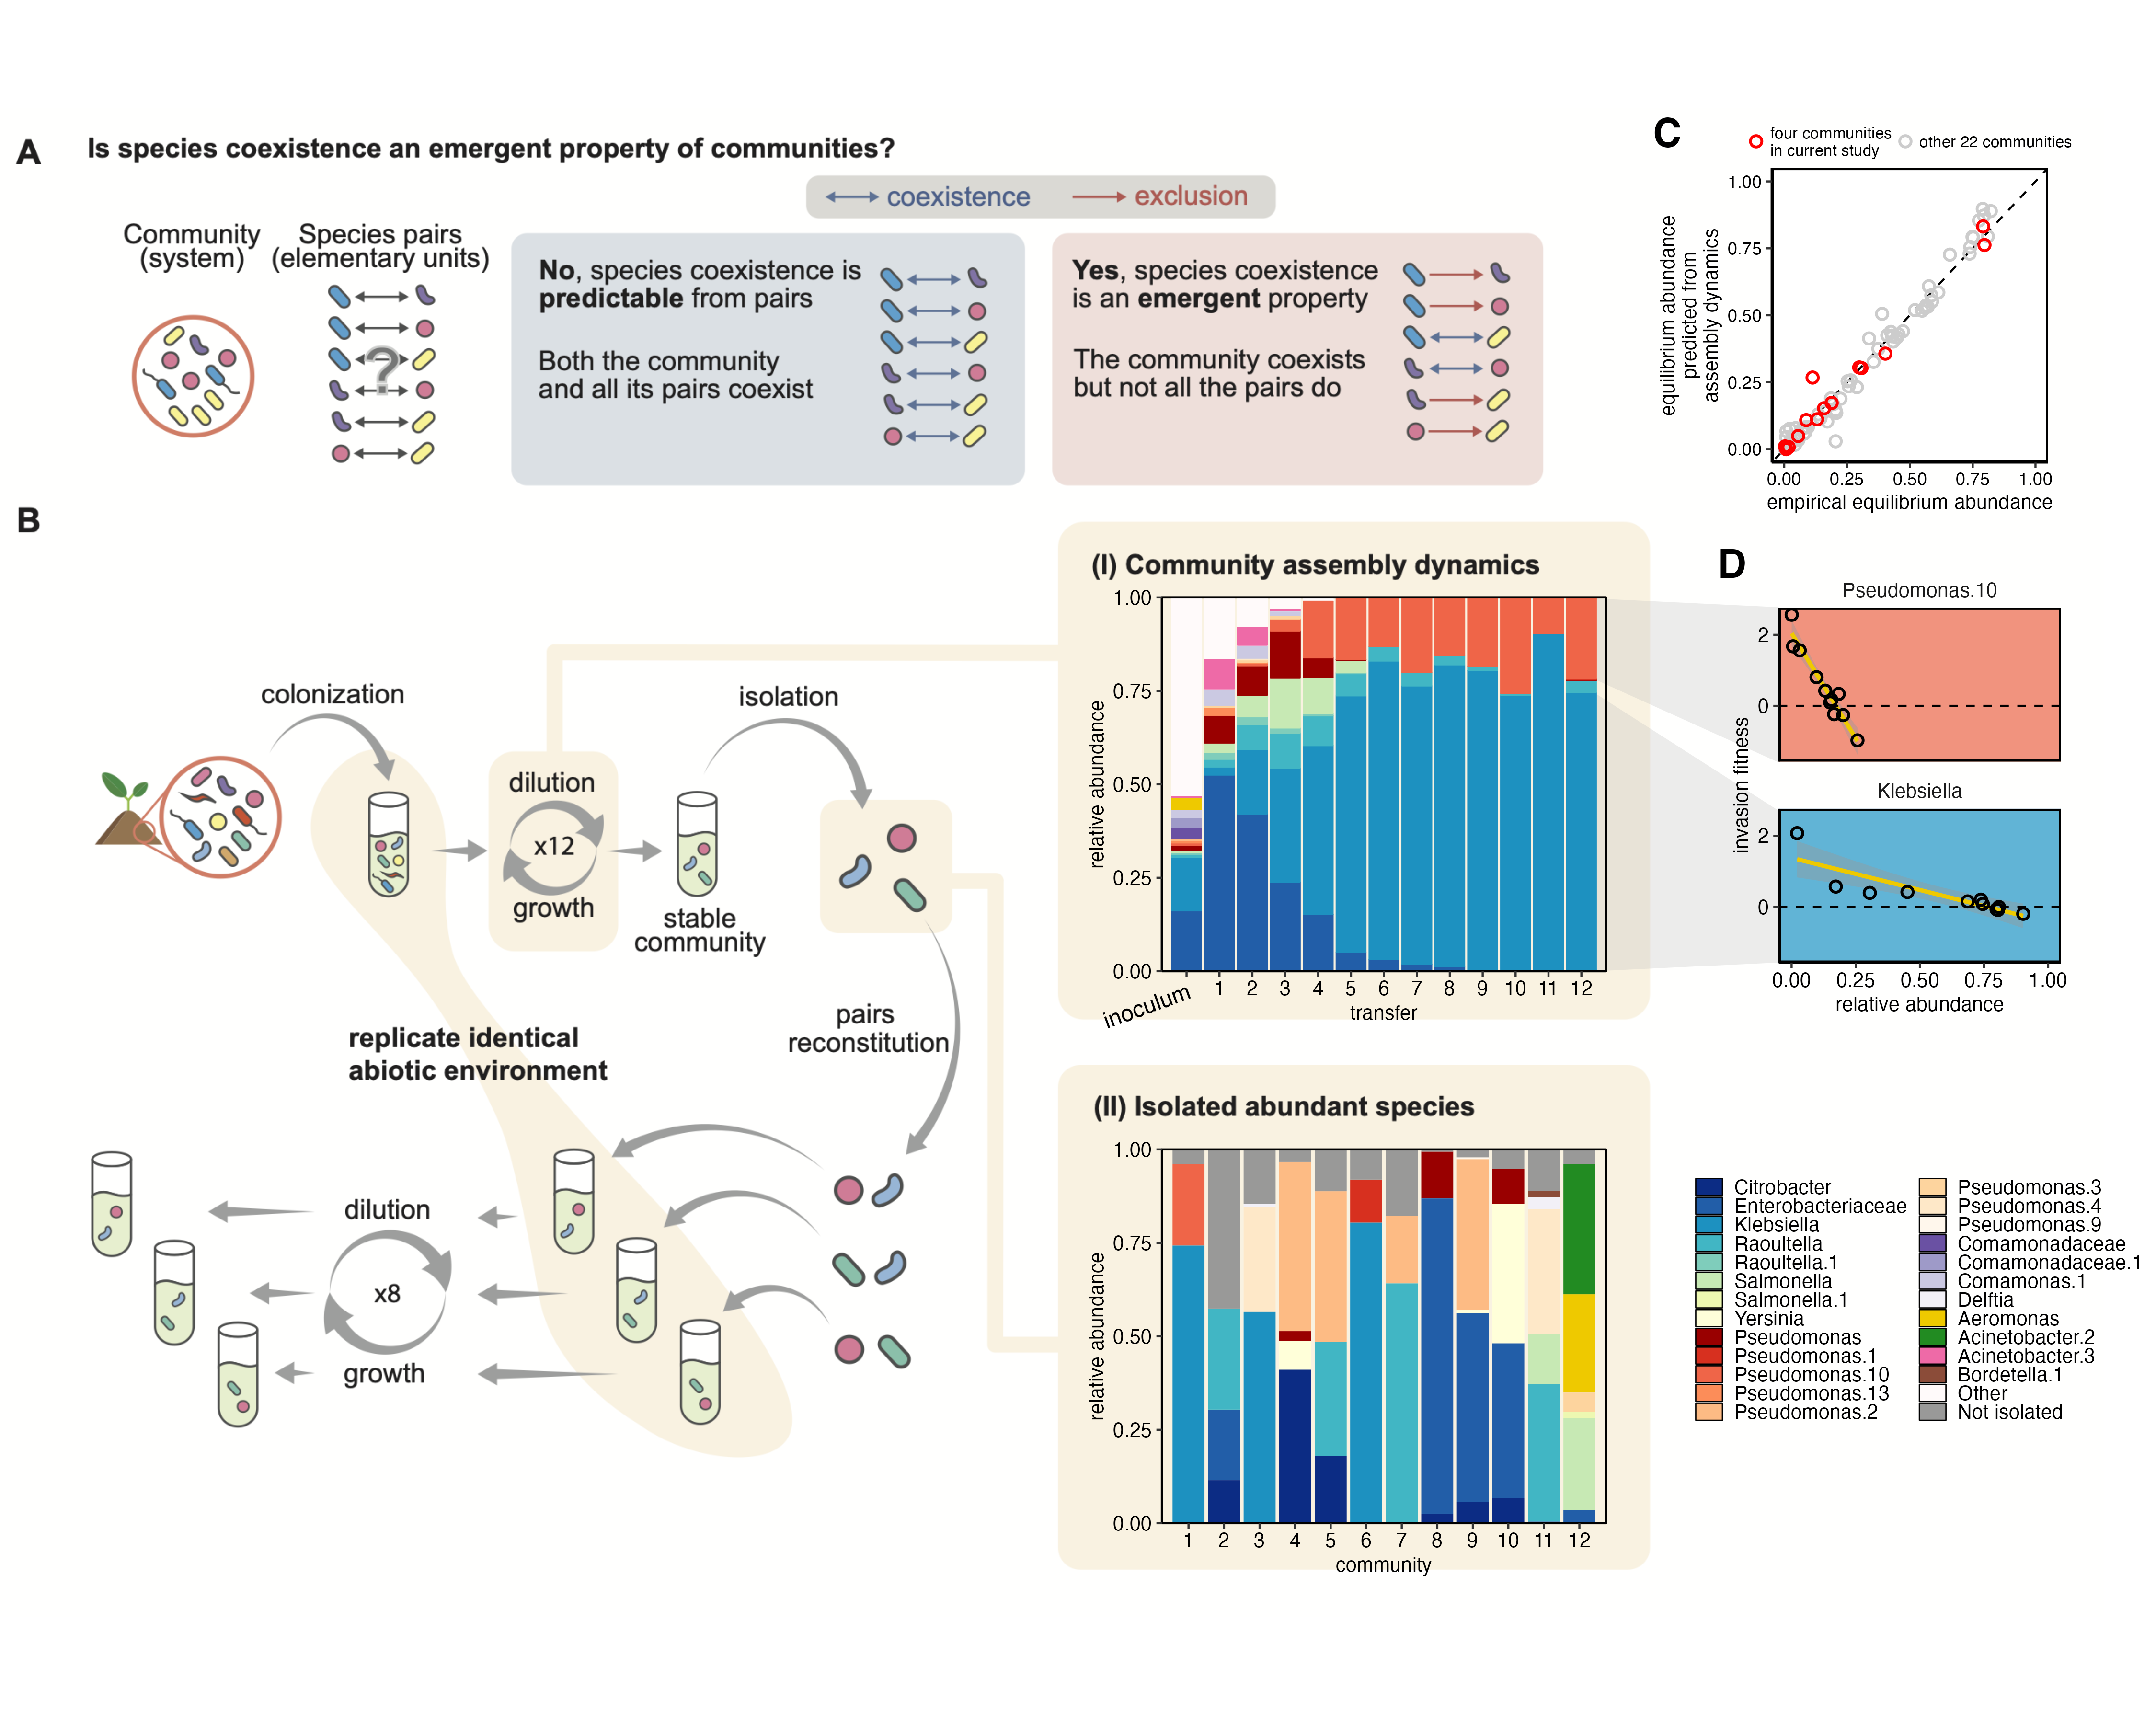 A
Is species coexistence an emergent property of communities?
coexistence
exclusion
Community
(system)
Species pairs
(elementary units)
?
No, species coexistence is
predictable from pairs
Both the community
and all its pairs coexist
Yes, species coexistence
is an emergent property
The community coexists
but not all the pairs do
B
colonization
dilution
x12
growth
isolation
stable
community
pairs
reconstitution
replicate identical
abiotic environment
dilution
x8
growth
(I) Community assembly dynamics
relative abundance
1.00
0.75
0.50
0.25
0.00
inoculum 1 2 3 4 5 6 7 8 9 10 11 12
transfer
(II) Isolated abundant species
relative abundance
1.00
0.75
0.50
0.25
0.00
1 2 3 4 5 6 7 8 9 10 11 12
community
C
four communities
in current study
other 22 communities
equilibrium abundance
predicted from
assembly dynamics
1.00
0.75
0.50
0.25
0.00
0.00 0.25 0.50 0.75 1.00
empirical equilibrium abundance
D
Pseudomonas.10
2
0
invasion fitness
Klebsiella
2
0
0.00 0.25 0.50 0.75 1.00
relative abundance
Citrobacter
Enterobacteriaceae
Klebsiella
Raoultella
Raoultella.1
Salmonella
Salmonella.1
Yersinia
Pseudomonas
Pseudomonas.1
Pseudomonas.10
Pseudomonas.13
Pseudomonas.2
Pseudomonas.3
Pseudomonas.4
Pseudomonas.9
Comamonadaceae
Comamonadaceae.1
Comamonas.1
Delftia
Aeromonas
Acinetobacter.2
Acinetobacter.3
Bordetella.1
Other
Not isolated